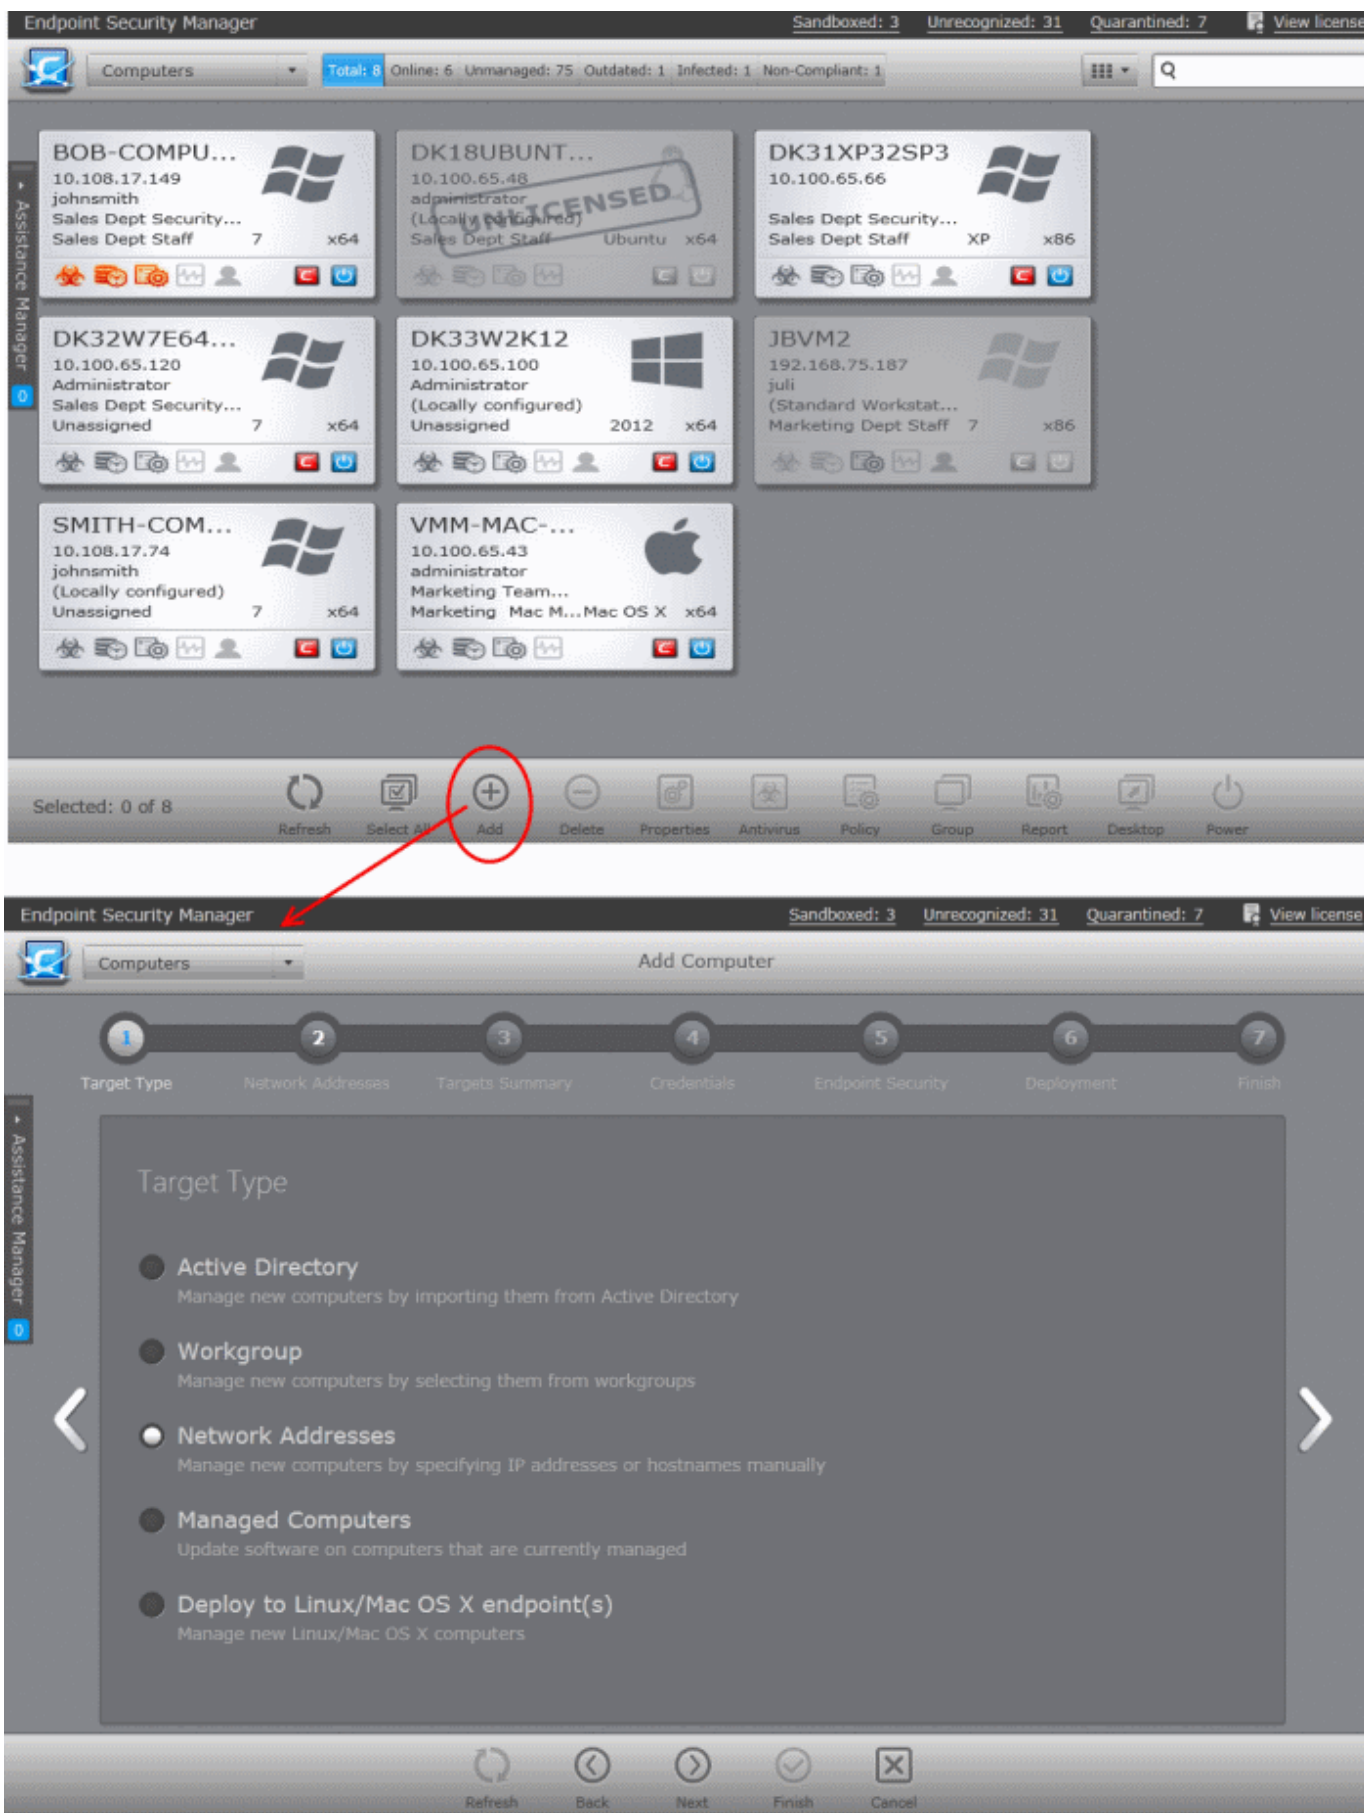 Endpoint Security Manager
Sandboxed: 3 Unrecognized: 31 Quarantined: 7 View license
Computers
Total: 8 Online: 6 Unmanaged: 75 Outdated: 1 Infected: 1 Non-Compliant: 1
Assistance Manager
0
BOB-COMPU...
10.108.17.149
johnsmith
Sales Dept Security...
Sales Dept Staff 7 x64
DK18UBUNT...
10.100.65.48
administrator
(Locally configured)
Sales Dept Staff Ubuntu x64
UNLICENSED
DK31XP32SP3
10.100.65.66
Sales Dept Security...
Sales Dept Staff XP x86
DK32W7E64...
10.100.65.120
Administrator
Sales Dept Security...
Unassigned 7 x64
DK33W2K12
10.100.65.100
Administrator
(Locally configured)
Unassigned 2012 x64
JBVM2
192.168.75.187
juli
(Standard Workstat...
Marketing Dept Staff 7 x86
SMITH-COM...
10.108.17.74
johnsmith
(Locally configured)
Unassigned 7 x64
VMM-MAC-...
10.100.65.43
administrator
Marketing Team...
Marketing Mac M...Mac OS X x64
Selected: 0 of 8
Refresh Select All Add Delete Properties Antivirus Policy Group Report Desktop Power
Endpoint Security Manager
Sandboxed: 3 Unrecognized: 31 Quarantined: 7 View license
Computers
Add Computer
1 2 3 4 5 6 7
Target Type Network Addresses Targets Summary Credentials Endpoint Security Deployment Finish
Assistance Manager
0
Target Type
Active Directory
Manage new computers by importing them from Active Directory
Workgroup
Manage new computers by selecting them from workgroups
Network Addresses
Manage new computers by specifying IP addresses or hostnames manually
Managed Computers
Update software on computers that are currently managed
Deploy to Linux/Mac OS X endpoint(s)
Manage new Linux/Mac OS X computers
Refresh Back Next Finish Cancel